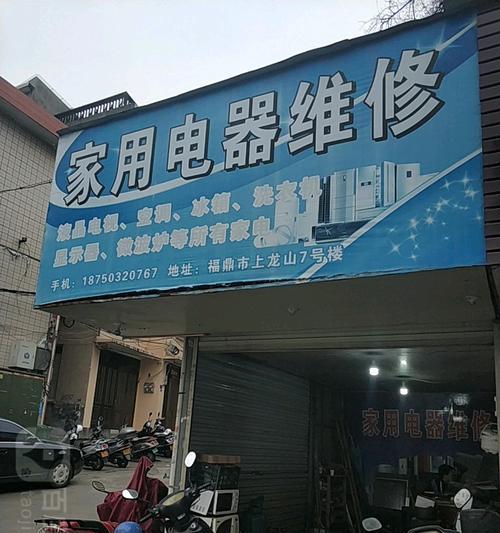 家用电器维修
液晶电视、空调、冰箱、洗衣机
显示器、微波炉等所有家电
手机：18750320767 地址：福鼎市上龙山7号楼
家用电器维修